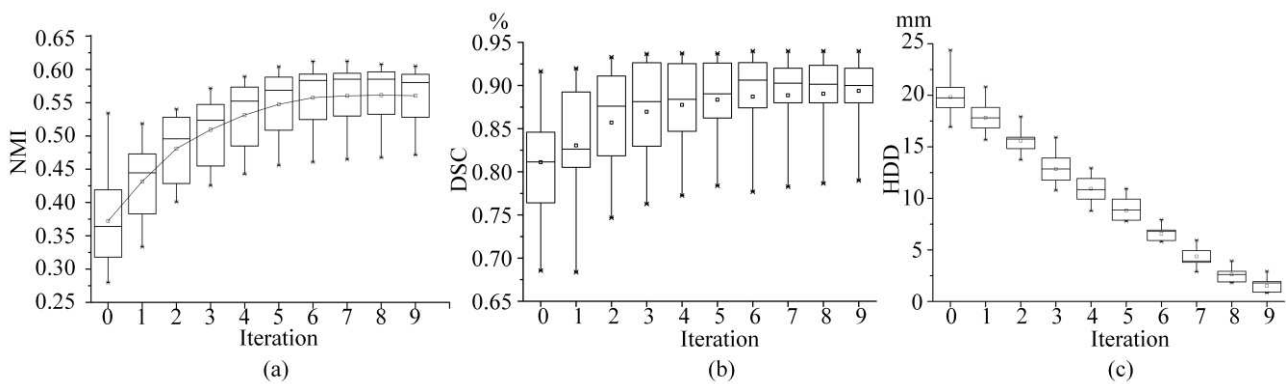 NMI
0.65
0.60
0.55
0.50
0.45
0.40
0.35
0.30
0.25
0 1 2 3 4 5 6 7 8 9
Iteration
(a)
%
DSC
0.95
0.90
0.85
0.80
0.75
0.70
0.65
0 1 2 3 4 5 6 7 8 9
Iteration
(b)
mm
HDD
25
20
15
10
5
0
0 1 2 3 4 5 6 7 8 9
Iteration
(c)